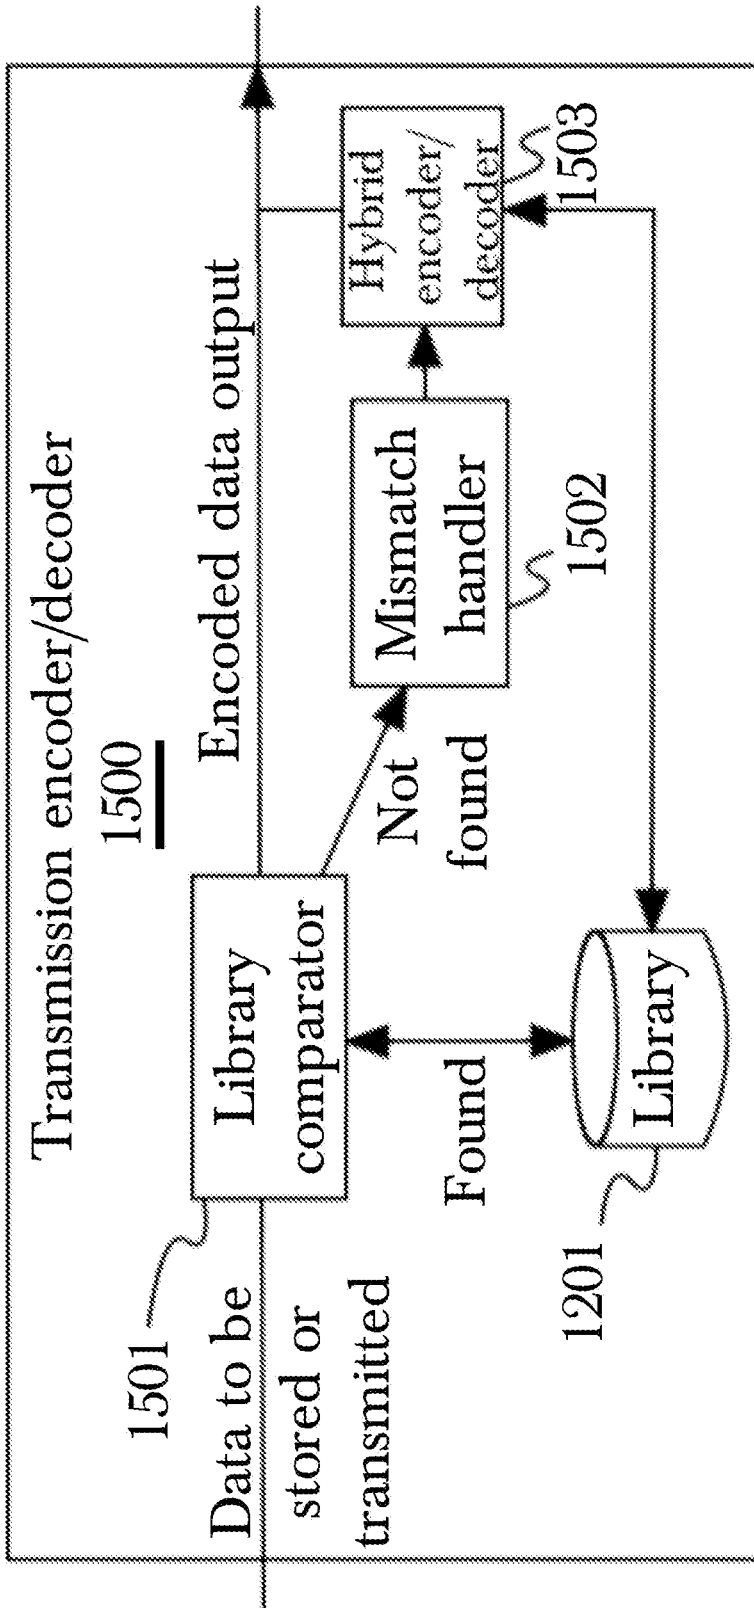 Transmission encoder/decoder
1500
1501
Data to be
stored or
transmitted
Library
comparator
Encoded data output
Found
Not
found
Mismatch
handler
1502
Hybrid
encoder/
decoder
1503
Library
1201